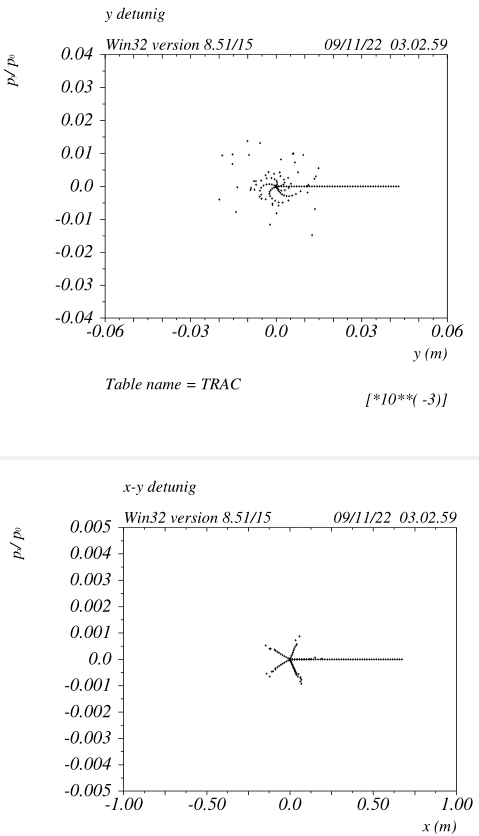 y detunig
Win32 version 8.51/15 09/11/22 03.02.59
p / p
0.04
0.03
0.02
0.01
0.0
-0.01
-0.02
-0.03
-0.04
-0.06 -0.03 0.0 0.03 0.06
y (m)
Table name = TRAC
[*10**( -3)]
x-y detunig
Win32 version 8.51/15 09/11/22 03.02.59
p / p
0.005
0.004
0.003
0.002
0.001
0.0
-0.001
-0.002
-0.003
-0.004
-0.005
-1.00 -0.50 0.0 0.50 1.00
x (m)